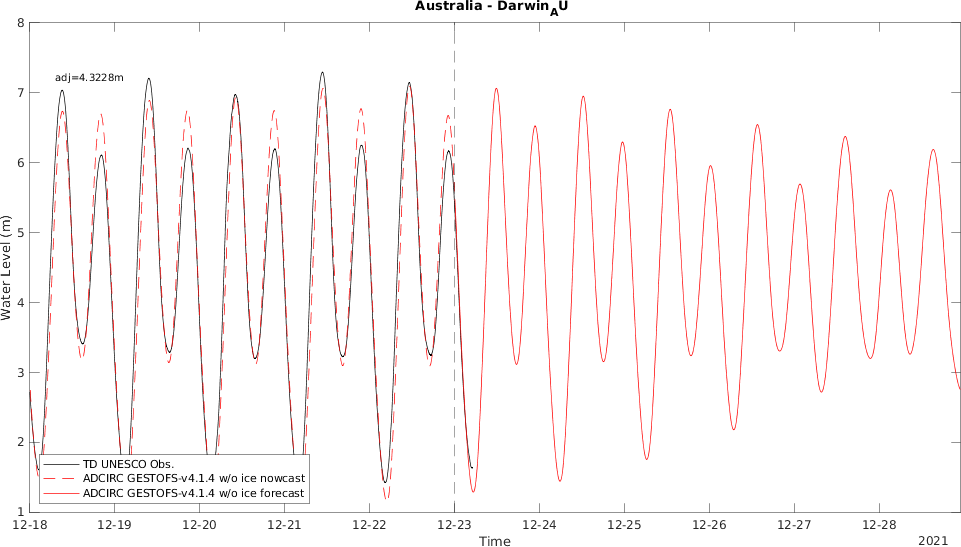 Australia - Darwin_AU
adj=4.3228m
8
7
6
5
4
3
2
1
Water Level (m)
TD UNESCO Obs.
ADCIRC GESTOFS-v4.1.4 w/o ice nowcast
ADCIRC GESTOFS-v4.1.4 w/o ice forecast
12-18 12-19 12-20 12-21 12-22 12-23 12-24 12-25 12-26 12-27 12-28
Time
2021